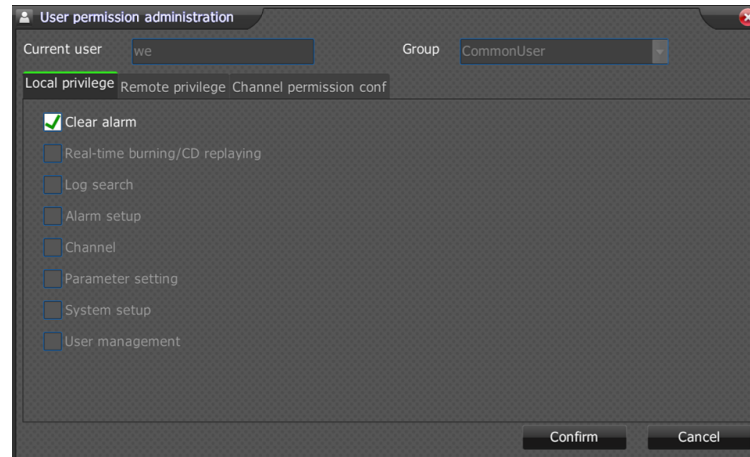 User permission administration
Current user we Group CommonUser
Local privilege Remote privilege Channel permission conf
Clear alarm
Real-time burning/CD replaying
Log search
Alarm setup
Channel
Parameter setting
System setup
User management
Confirm Cancel